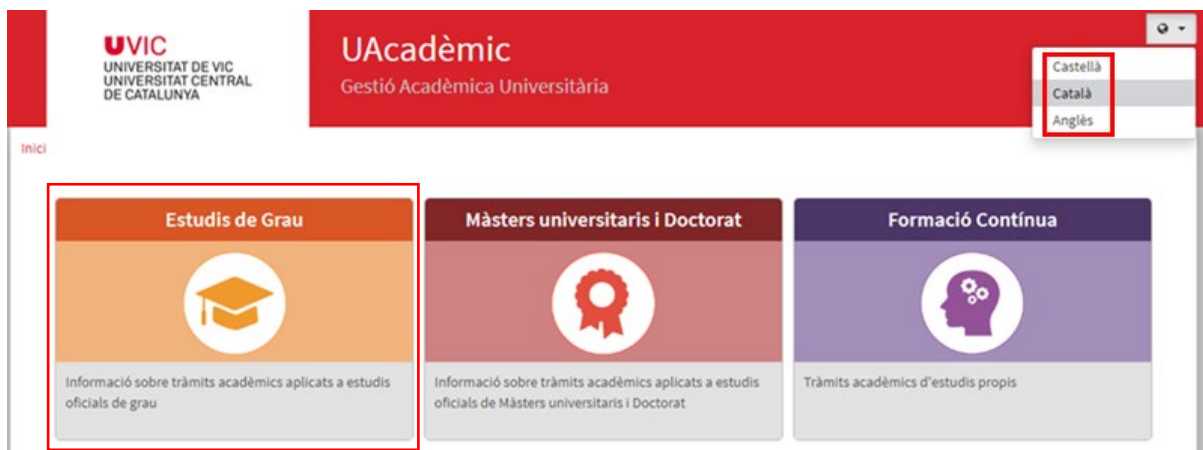 UVIC
UNIVERSITAT DE VIC
UNIVERSITAT CENTRAL
DE CATALUNYA
UAcadèmic
Gestió Acadèmica Universitària
Castellà
Català
Anglès
Inici
Estudis de Grau
Informació sobre tràmits acadèmics aplicats a estudis
oficials de grau
Màsters universitaris i Doctorat
Informació sobre tràmits acadèmics aplicats a estudis
oficials de Màsters universitaris i Doctorat
Formació Contínua
Tràmits acadèmics d'estudis propis